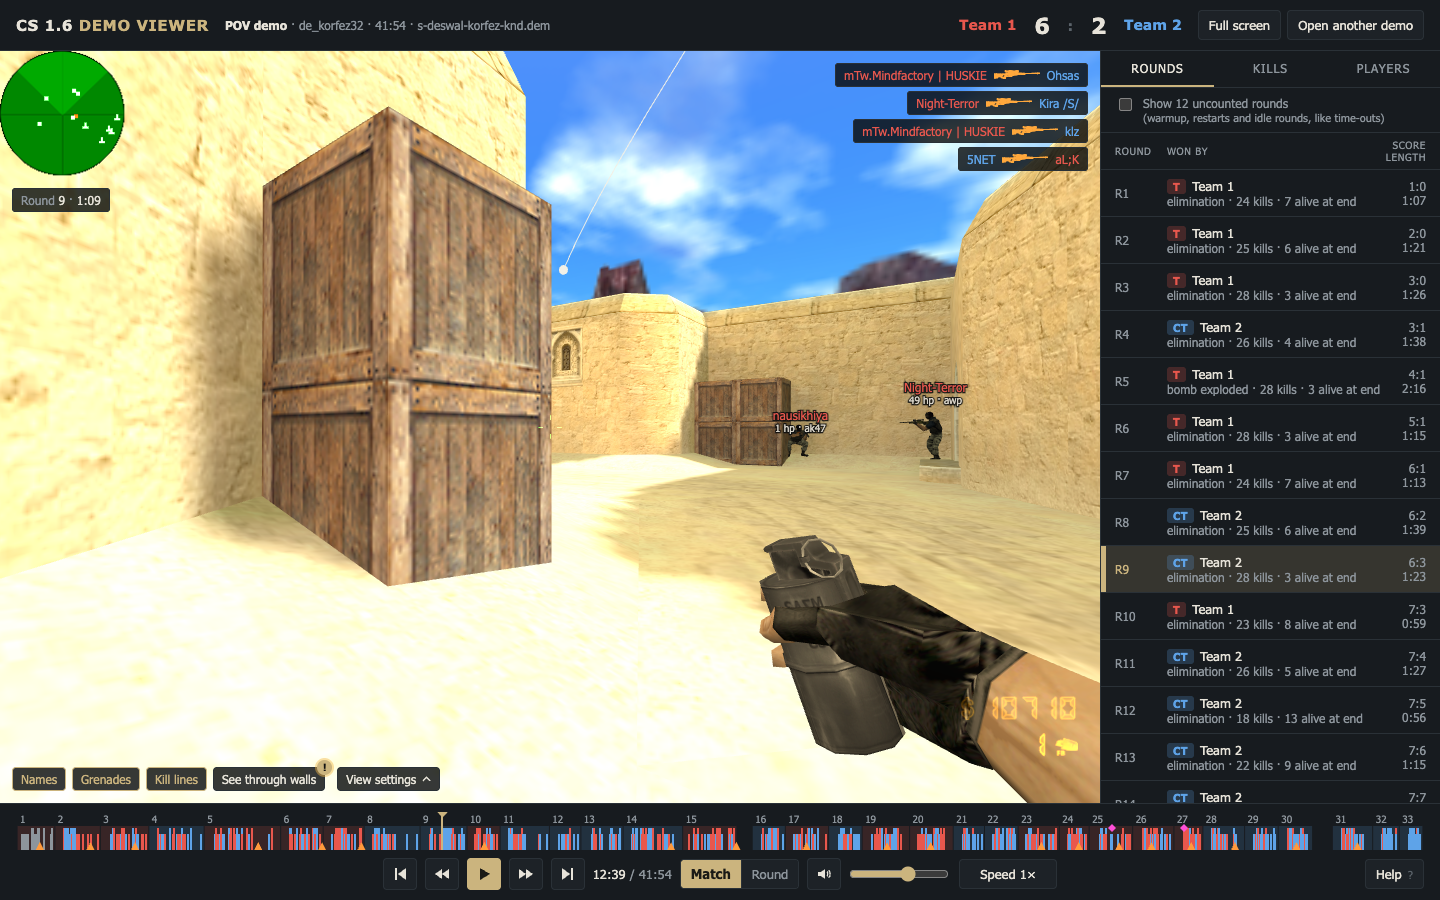 CS 1.6 DEMO VIEWER
POV demo · de_korfez32 · 41:54 · s-deswal-korfez-knd.dem
Team 1 6 : 2 Team 2
Full screen
Open another demo
mTw.Mindfactory | HUSKIE Ohsas
Night-Terror Kira /S/
mTw.Mindfactory | HUSKIE klz
5NET aL;K
Round 9 · 1:09
Night-Terror
49 hp · awp
nausikhiya
1 hp · ak47
1
Names
Grenades
Kill lines
See through walls
!
View settings
ROUNDS KILLS PLAYERS
Show 12 uncounted rounds
(warmup, restarts and idle rounds, like time-outs)
ROUND WON BY SCORE
LENGTH
R1 T Team 1 1:0
elimination · 24 kills · 7 alive at end 1:07
R2 T Team 1 2:0
elimination · 25 kills · 6 alive at end 1:21
R3 T Team 1 3:0
elimination · 28 kills · 3 alive at end 1:26
R4 CT Team 2 3:1
elimination · 26 kills · 4 alive at end 1:38
R5 T Team 1 4:1
bomb exploded · 28 kills · 3 alive at end 2:16
R6 T Team 1 5:1
elimination · 28 kills · 3 alive at end 1:15
R7 T Team 1 6:1
elimination · 24 kills · 7 alive at end 1:13
R8 CT Team 2 6:2
elimination · 25 kills · 6 alive at end 1:39
R9 CT Team 2 6:3
elimination · 28 kills · 3 alive at end 1:23
R10 T Team 1 7:3
elimination · 23 kills · 8 alive at end 0:59
R11 CT Team 2 7:4
elimination · 26 kills · 5 alive at end 1:27
R12 CT Team 2 7:5
elimination · 18 kills · 13 alive at end 0:56
R13 CT Team 2 7:6
elimination · 22 kills · 9 alive at end 1:15
CT Team 2 7:7
1 2 3 4 5 6 7 8 9 10 11 12 13 14 15 16 17 18 19 20 21 22 23 24 25 26 27 28 29 30 31 32 33
12:39 / 41:54
Match Round
Speed 1×
Help ?